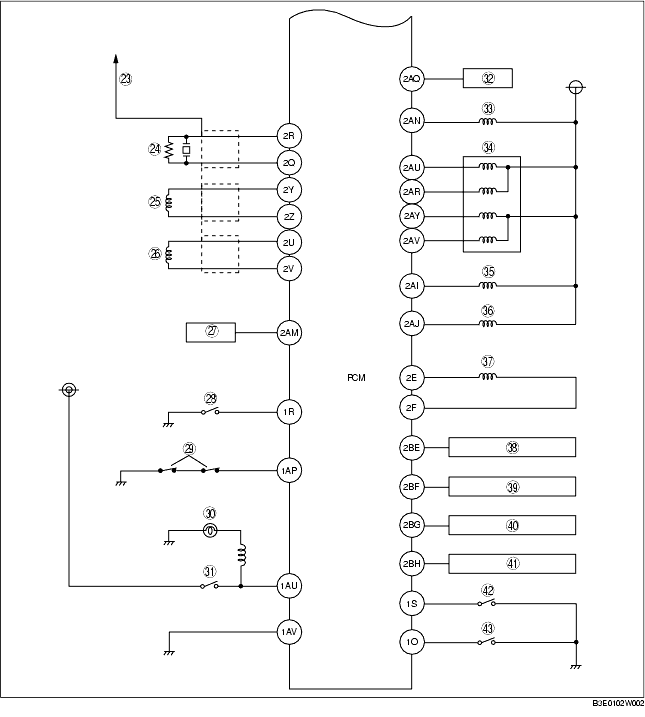 23
24
25
26
27
28
29
30
31
2R
2Q
2Y
2Z
2U
2V
2AM
1R
1AP
1AU
1AV
PCM
2AQ
2AN
2AU
2AR
2AY
2AV
2AI
2AJ
2E
2F
2BE
2BF
2BG
2BH
1S
1O
32
33
34
35
36
37
38
39
40
41
42
43
B3E0102W002